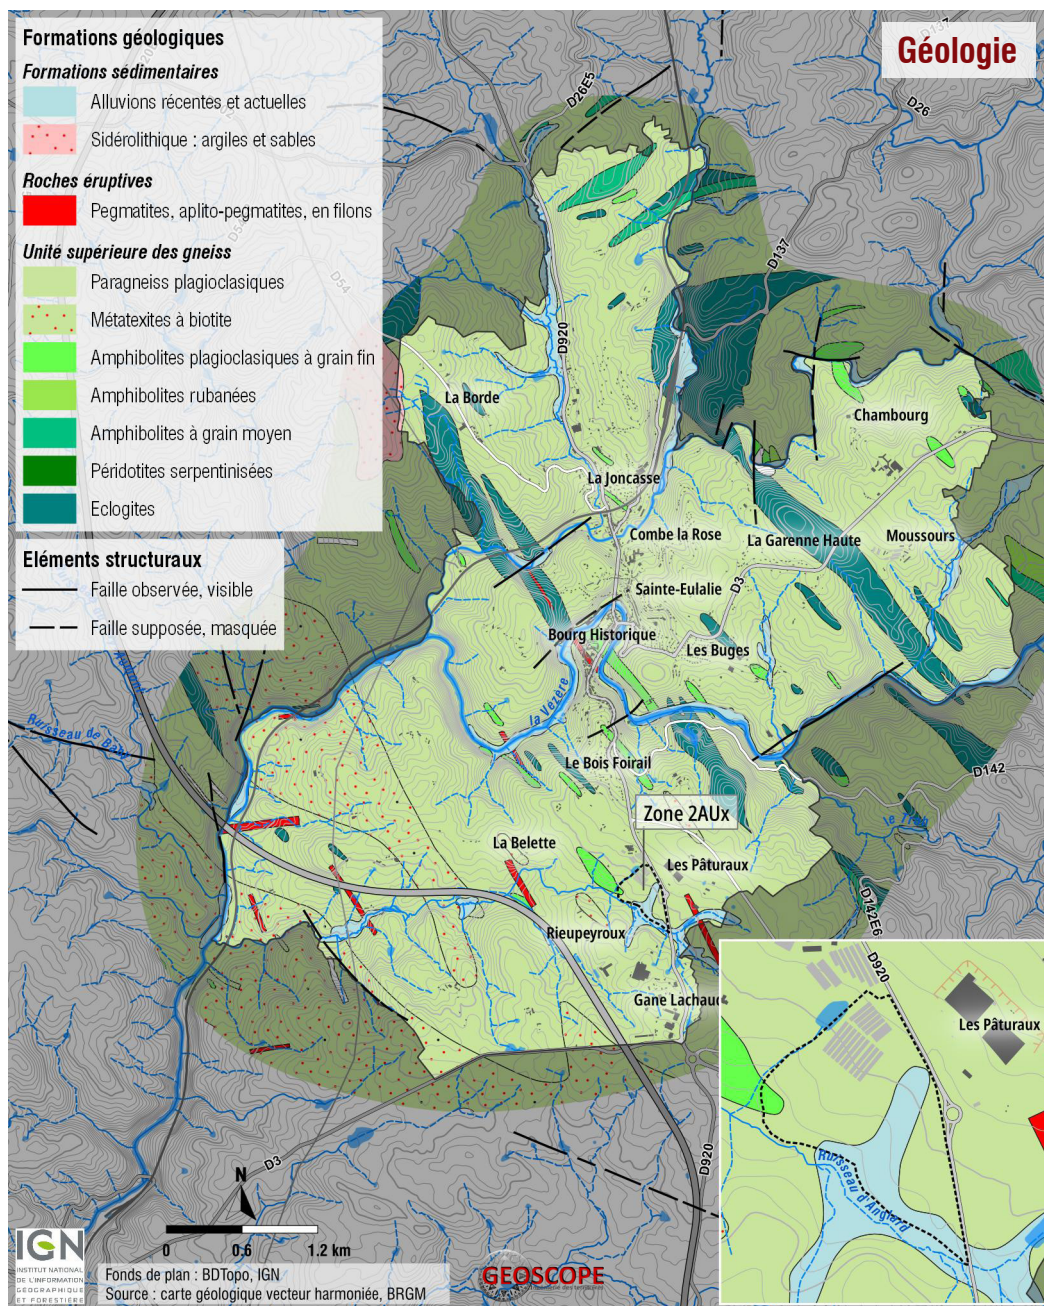 Formations géologiques
Formations sédimentaires
Alluvions récentes et actuelles
Sidérolithique : argiles et sables
Roches éruptives
Pegmatites, aplito-pegmatites, en filons
Unité supérieure des gneiss
Paragneiss plagioclasiques
Métatexites à biotite
Amphibolites plagioclasiques à grain fin
Amphibolites rubanées
Amphibolites à grain moyen
Péridotites serpentinisées
Eclogites
Eléments structuraux
Faille observée, visible
Faille supposée, masquée
Géologie
D137
D26
D26E5
D54
D137
D920
La Borde
Chambourg
La Joncasse
Combe la Rose
La Garenne Haute
Moussours
Sainte-Eulalie
D3
Bourg Historique
Les Buges
la Vézère
Le Bois Foirail
D142
Zone 2AUx
La Belette
Les Pâturaux
D142E6
Rieupeyroux
Gane Lachaud
D920
Les Pâturaux
Ruisseau d'Anglard
D3
D920
N
0 0.6 1.2 km
IGN
INSTITUT NATIONAL
DE L'INFORMATION
GÉOGRAPHIQUE
ET FORESTIÈRE
Fonds de plan : BDTopo, IGN
Source : carte géologique vecteur harmoniée, BRGM
GEOSCOPE